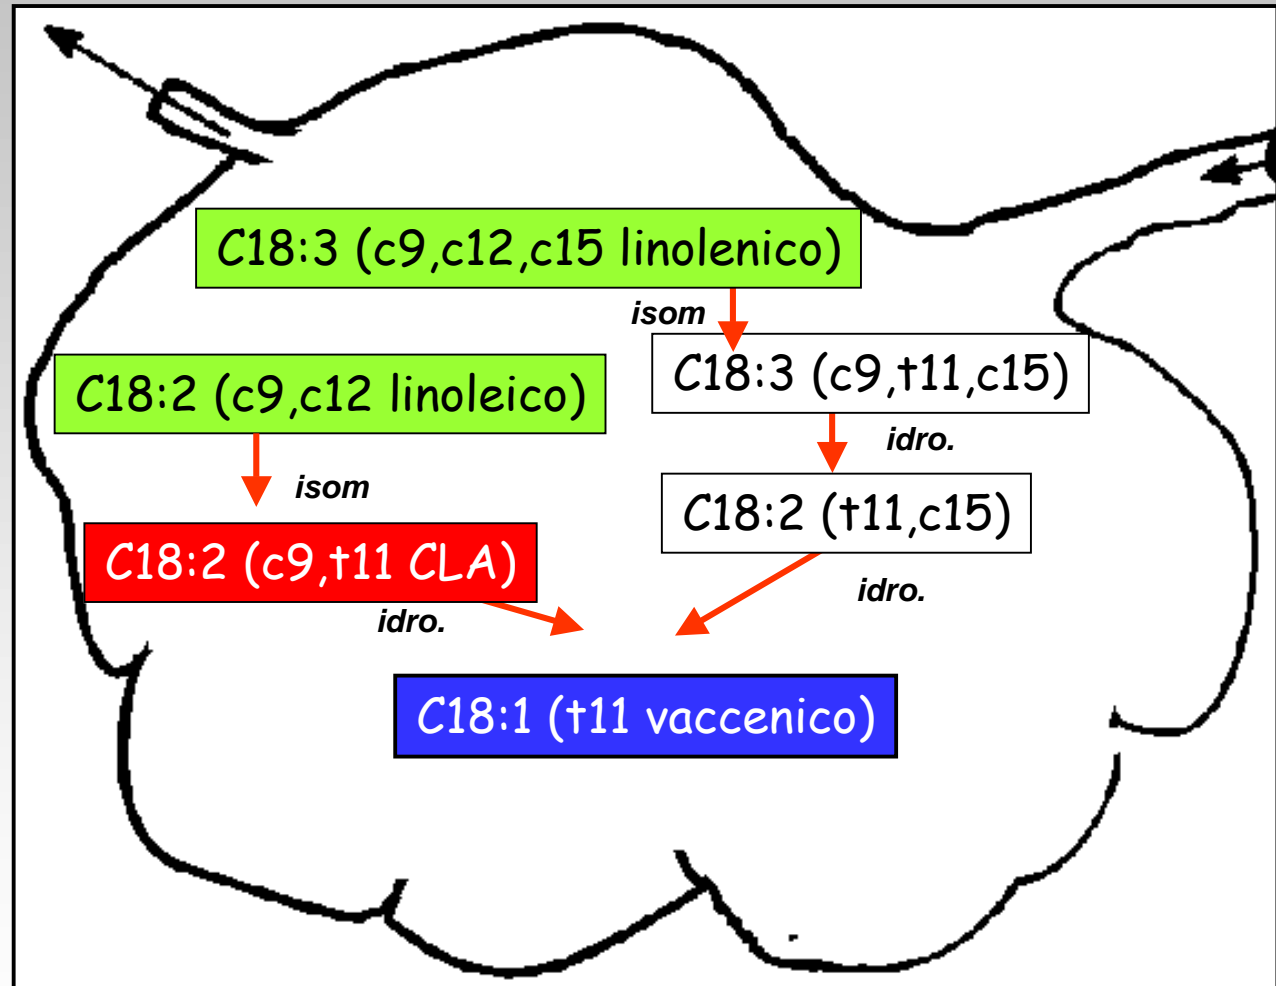 C18:3 (c9,c12,c15 linolenico)
isom
C18:3 (c9,t11,c15)
C18:2 (c9,c12 linoleico)
idro.
isom
C18:2 (t11,c15)
C18:2 (c9,t11 CLA)
idro.
idro.
C18:1 (t11 vaccenico)